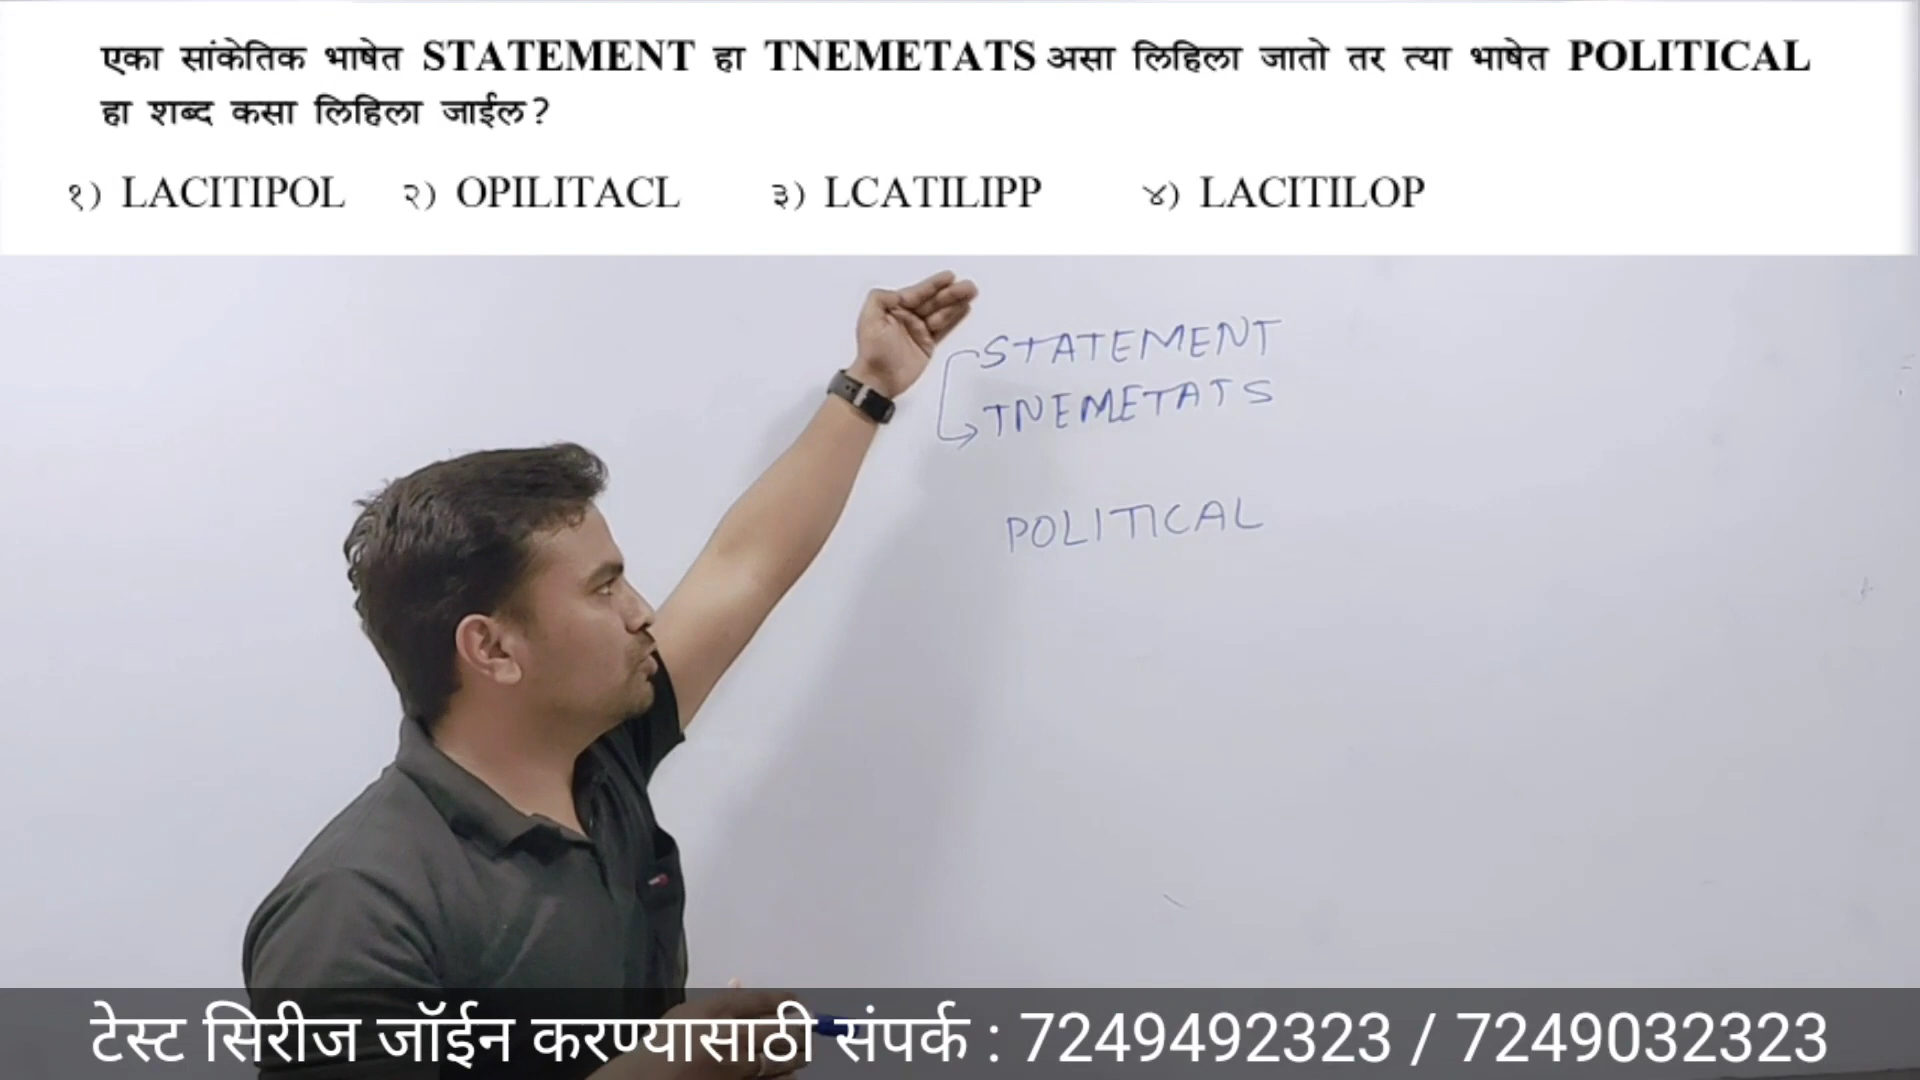 एका सांकेतिक भाषेत STATEMENT हा TNEMETATS असा लिहिला जातो तर त्या भाषेत POLITICAL
हा शब्द कसा लिहिला जाईल?
१) LACITIPOL २) OPILITACL ३) LCATILIPP ४) LACITILOP
STATEMENT
TNEMETATS
POLITICAL
टेस्ट सिरीज जॉईन करण्यासाठी संपर्क : 7249492323 / 7249032323